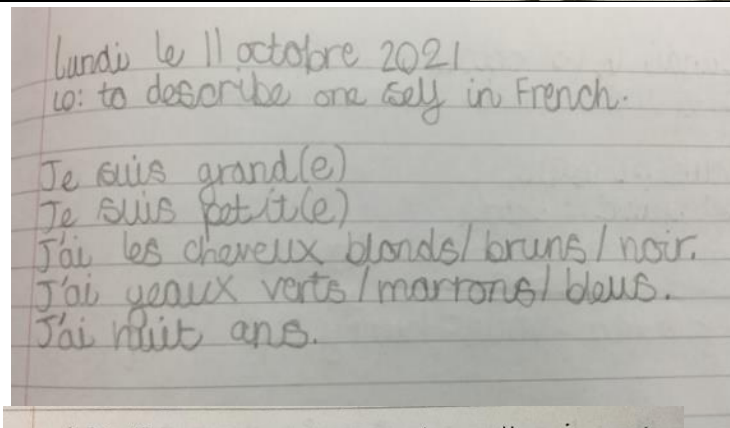 lundi le 11 octobre 2021
LO: to describe one self in French.
Je suis grand(e)
Je suis petit(e)
J'ai les cheveux blonds/bruns/noir.
J'ai yeaux verts/marrons/bleus.
J'ai huit ans.